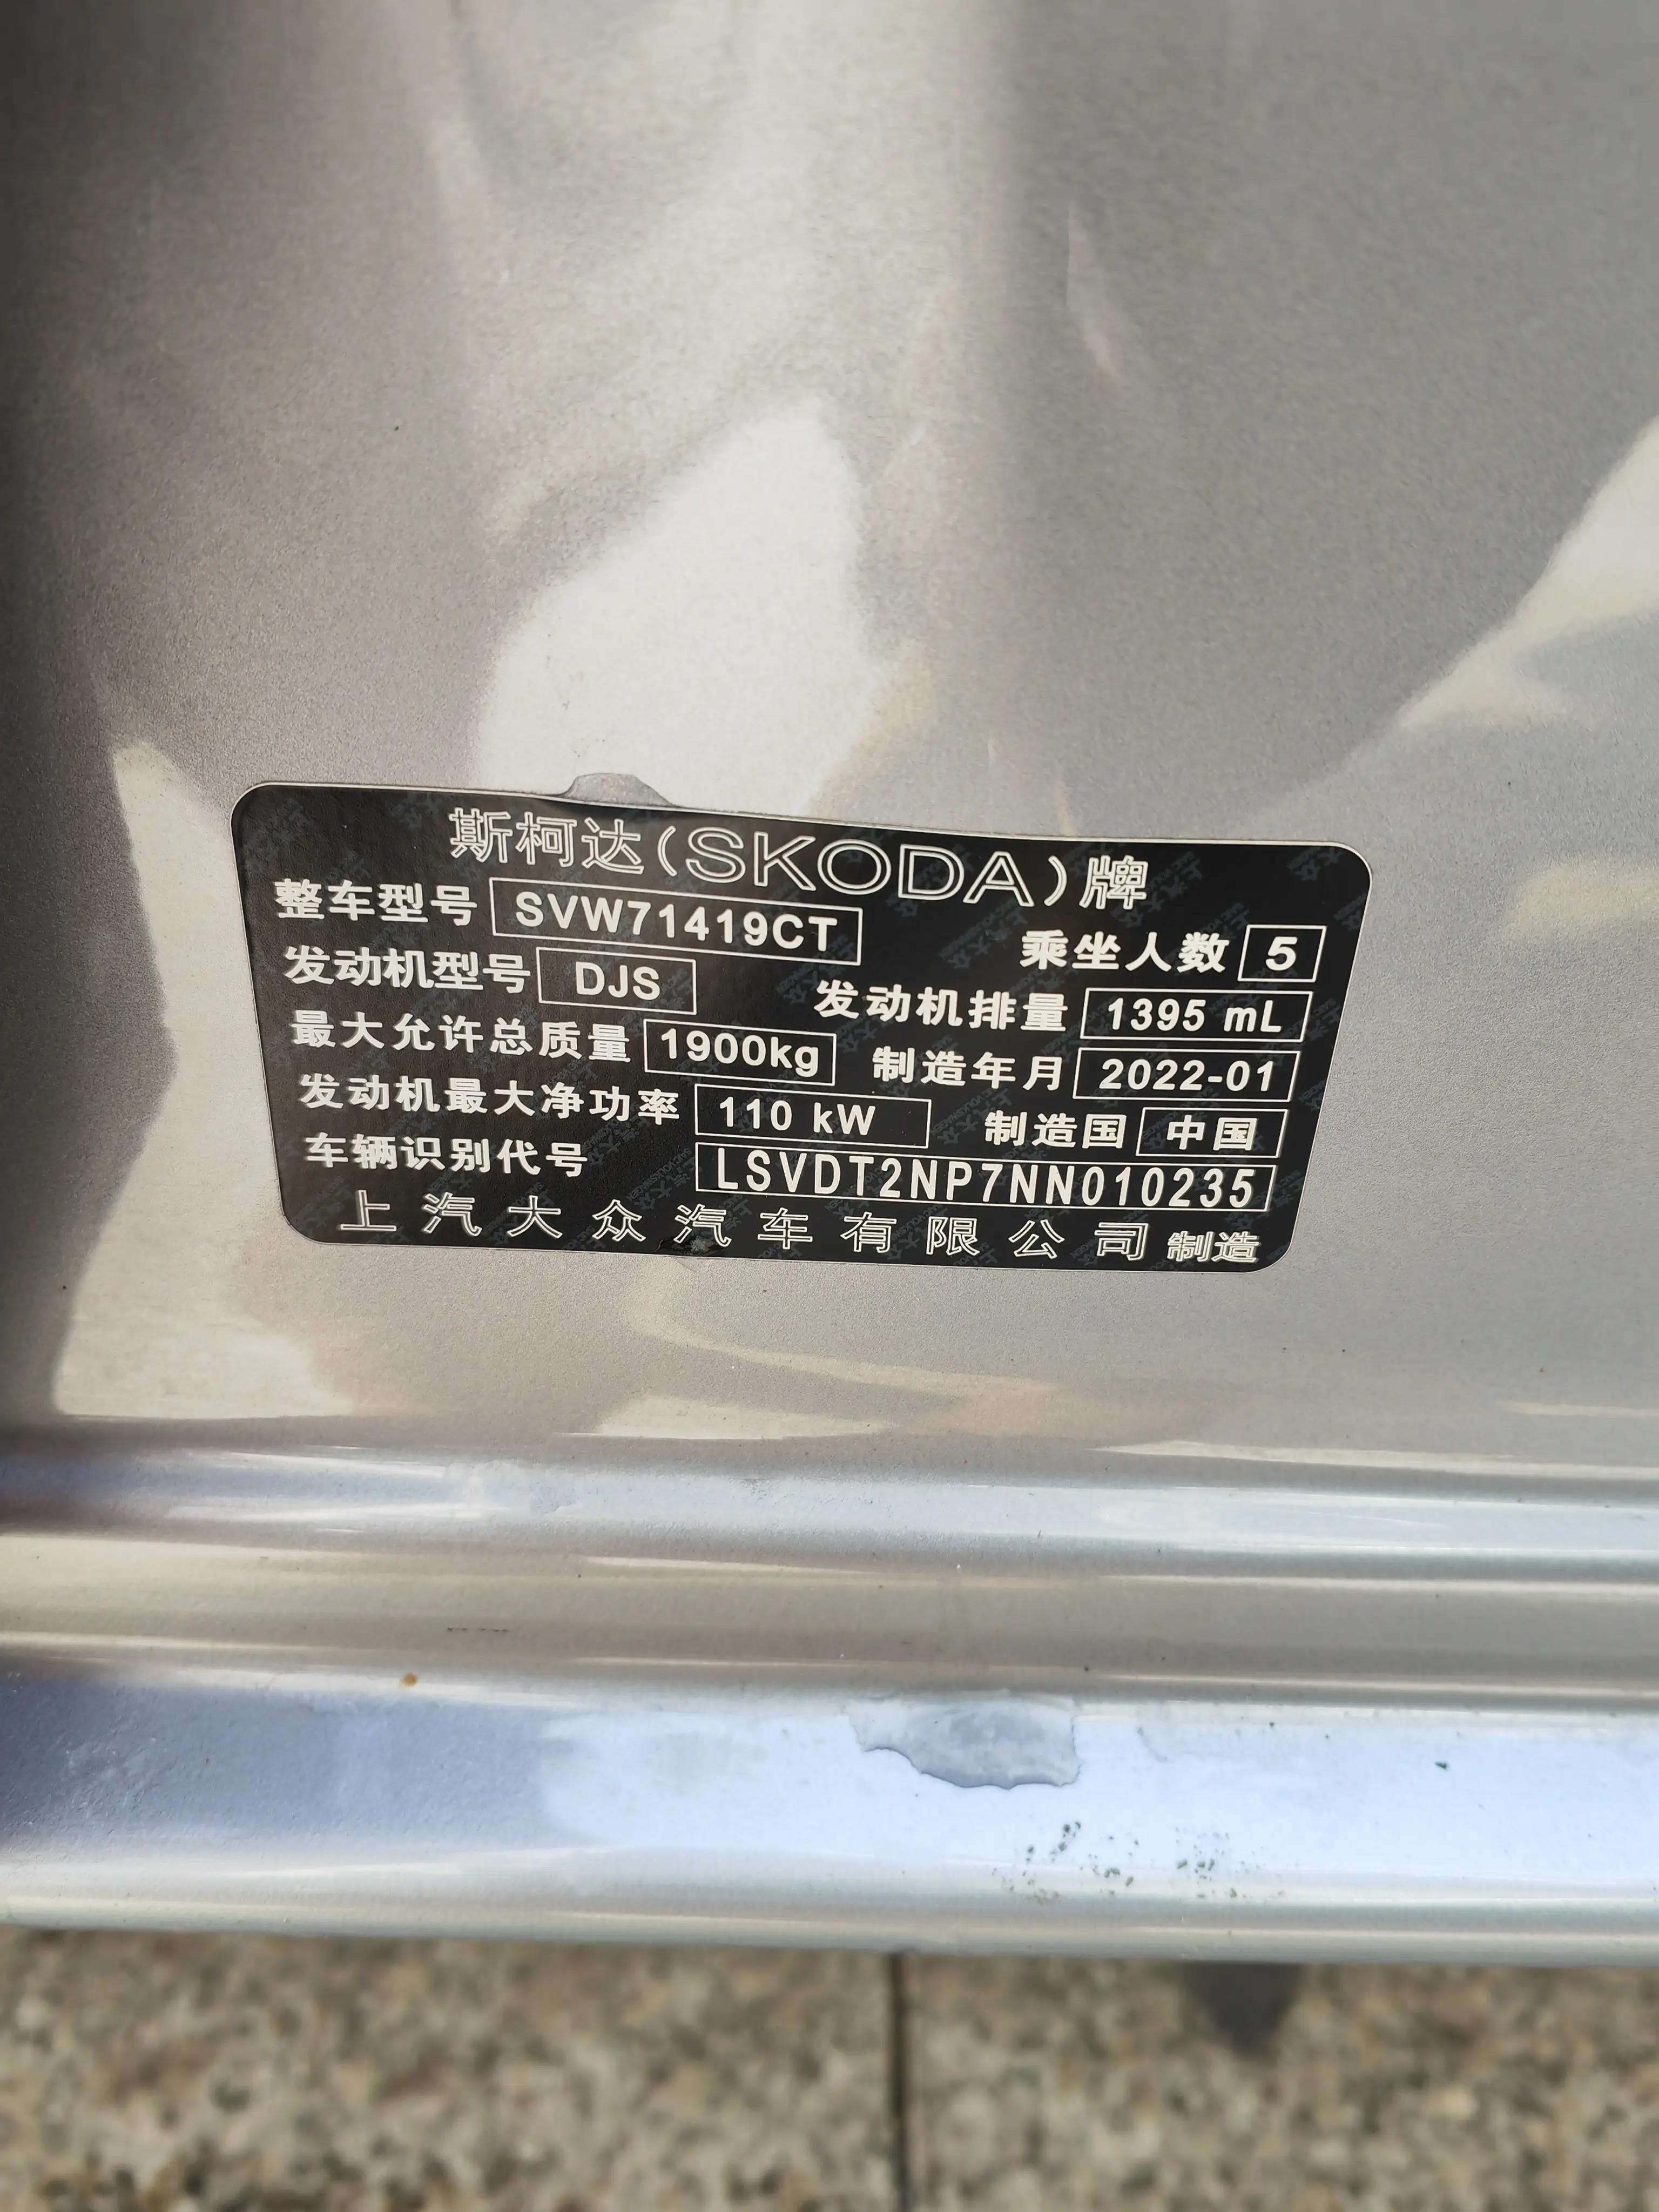 斯柯达(SKODA)牌
整车型号 SVW71419CT 乘坐人数 5
发动机型号 DJS 发动机排量 1395 mL
最大允许总质量 1900kg 制造年月 2022-01
发动机最大净功率 110 kW 制造国 中国
车辆识别代号 LSVDT2NP7NN010235
上汽大众汽车有限公司 制造